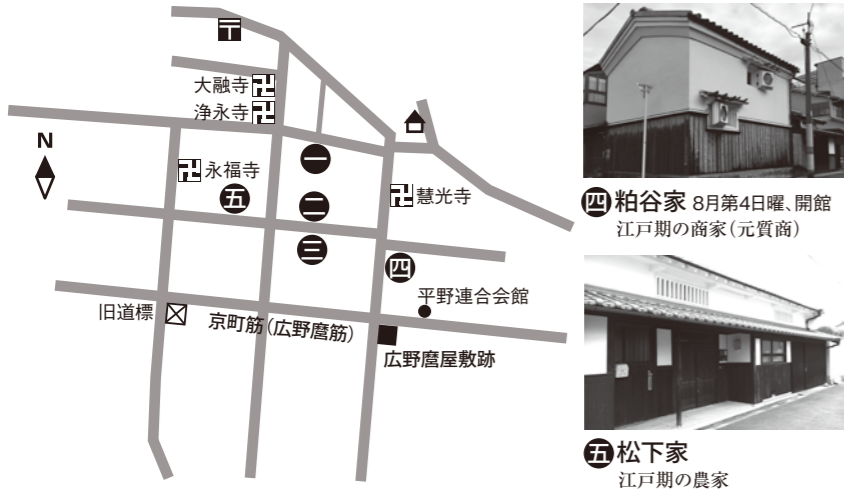 〒
大融寺
浄永寺
N
一
永福寺
五
二
慧光寺
三
四
平野連合会館
旧道標
京町筋(広野麿筋)
広野麿屋敷跡
四 粕谷家 8月第4日曜、開館
江戸期の商家(元質商)
五 松下家
江戸期の農家